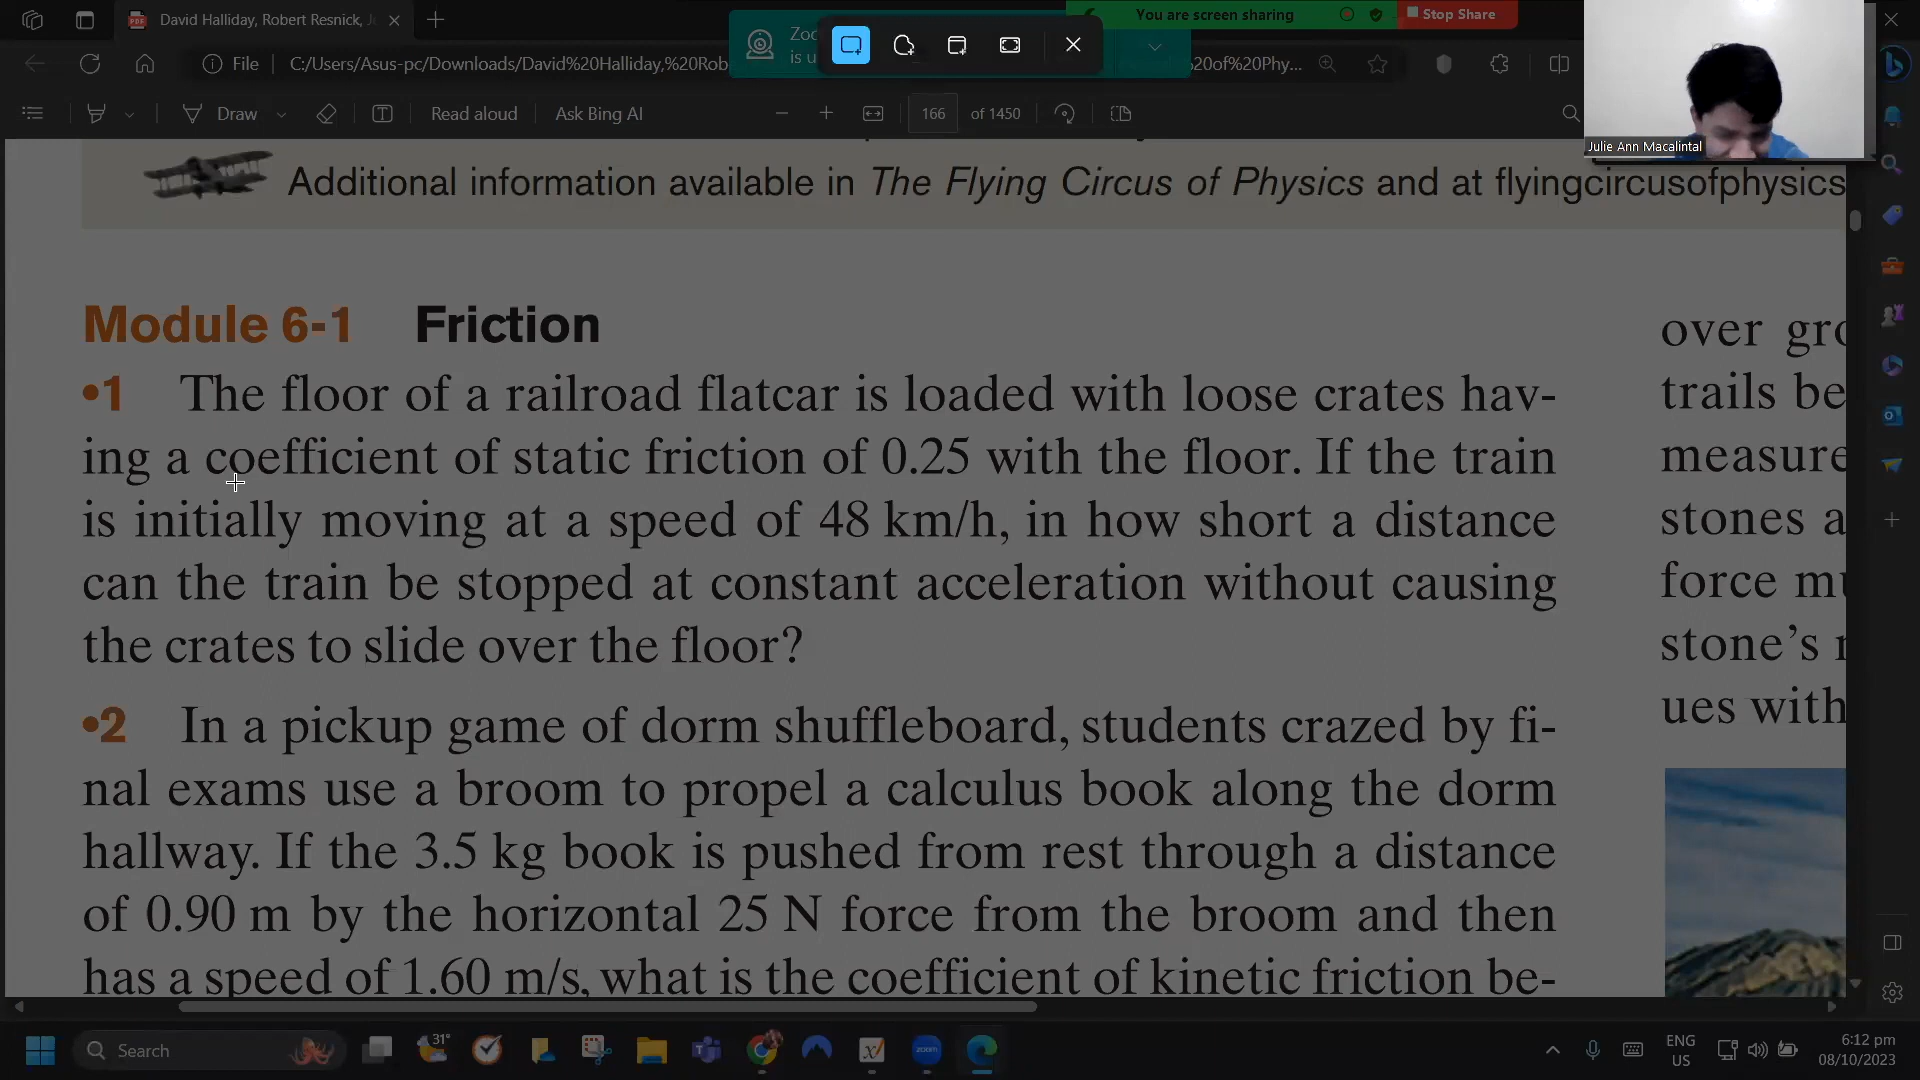 David Halliday, Robert Resnick, J
Zoo
is u
You are screen sharing
Stop Share
File
C:/Users/Asus-pc/Downloads/David%20Halliday,%20Rob
%20of%20Phy...
Draw
Read aloud
Ask Bing AI
166
of 1450
Julie Ann Macalintal
Additional information available in The Flying Circus of Physics and at flyingcircusofphysics
Module 6-1 Friction
•1 The floor of a railroad flatcar is loaded with loose crates hav-
ing a coefficient of static friction of 0.25 with the floor. If the train
is initially moving at a speed of 48 km/h, in how short a distance
can the train be stopped at constant acceleration without causing
the crates to slide over the floor?
•2 In a pickup game of dorm shuffleboard, students crazed by fi-
nal exams use a broom to propel a calculus book along the dorm
hallway. If the 3.5 kg book is pushed from rest through a distance
of 0.90 m by the horizontal 25 N force from the broom and then
has a speed of 1.60 m/s, what is the coefficient of kinetic friction be-
over gro
trails be
measure
stones a
force mu
stone's
ues with
31°
Search
zoom
ENG
US
6:12 pm
08/10/2023